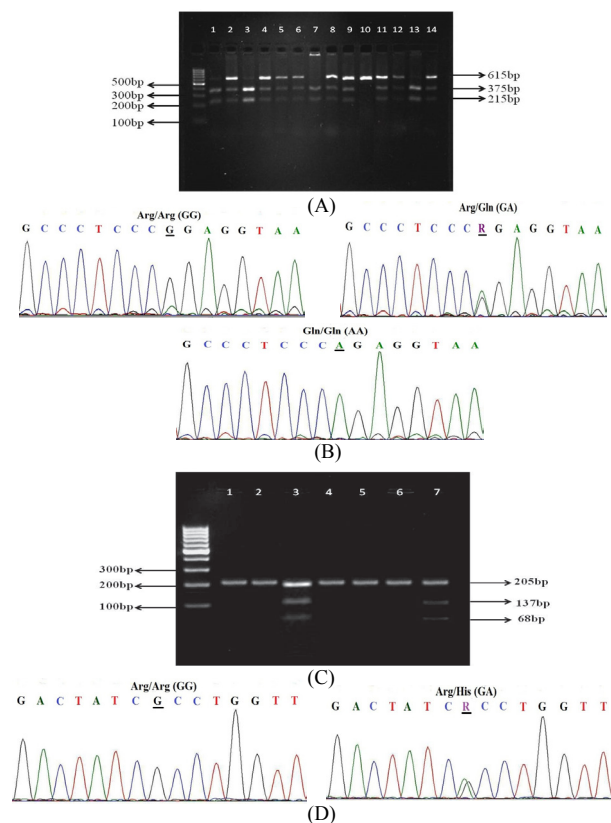 1 2 3 4 5 6 7 8 9 10 11 12 13 14
500bp
300bp
200bp
100bp
615bp
375bp
215bp
(A)
Arg/Arg (GG)
G C C C T C C C G G A G G T A A
Arg/Gln (GA)
G C C C T C C C R G A G G T A A
Gln/Gln (AA)
G C C C T C C C A G A G G T A A
(B)
1 2 3 4 5 6 7
300bp
200bp
100bp
205bp
137bp
68bp
(C)
Arg/Arg (GG)
G A C T A T C G C C T G G T T
Arg/His (GA)
G A C T A T C R C C T G G T T
(D)